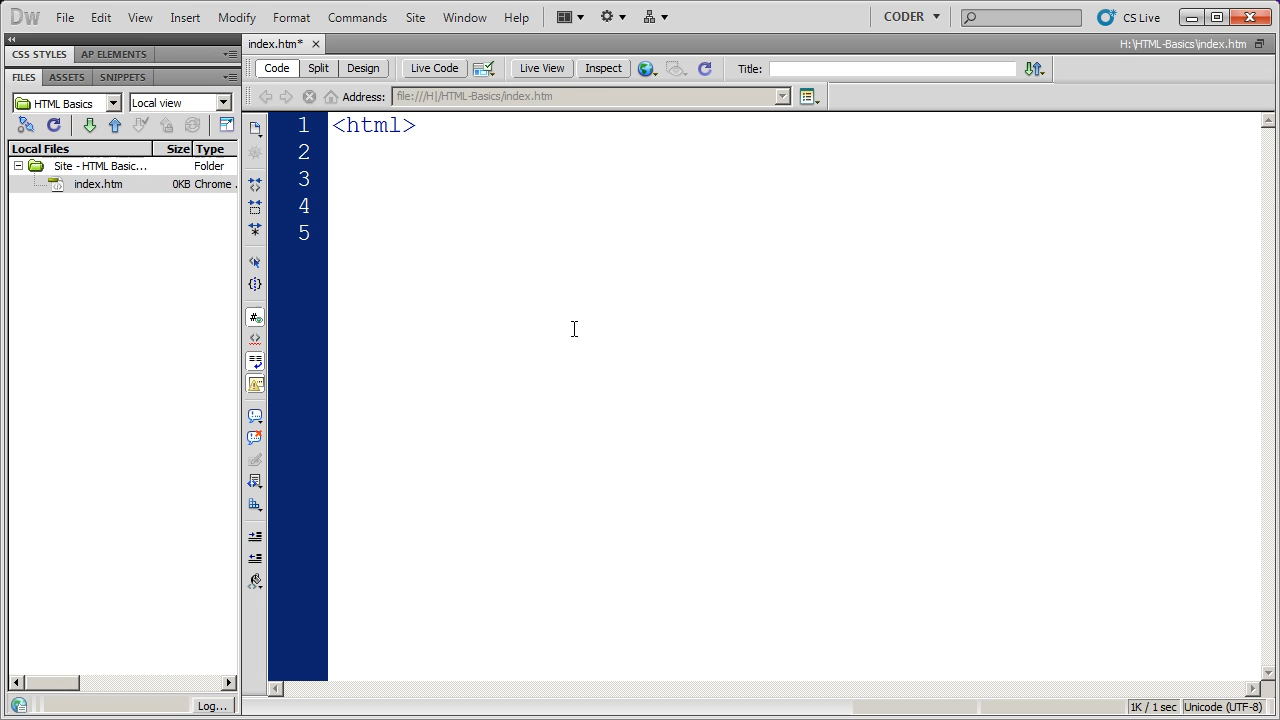 Dw File Edit View Insert Modify Format Commands Site Window Help CODER CS Live
CSS STYLES AP ELEMENTS index.htm* H:\HTML-Basics\index.htm
FILES ASSETS SNIPPETS Code Split Design Live Code Live View Inspect Title:
HTML Basics Local view Address: file:///H|/HTML-Basics/index.htm
Local Files Size Type
Site - HTML Basic... Folder
index.htm 0KB Chrome .
1 <html>
2
3
4
5
Log... 1K / 1 sec Unicode (UTF-8)